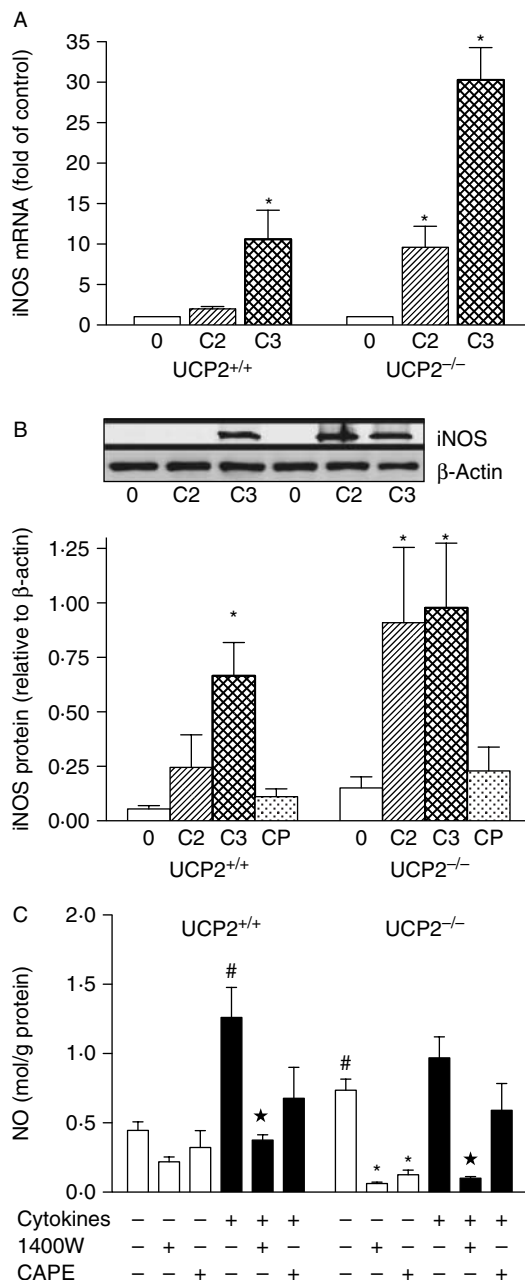 A
iNOS mRNA (fold of control)
35
30
25
20
15
10
5
0
*
*
*
0 C2 C3 0 C2 C3
UCP2+/+ UCP2−/−
B
iNOS
β-Actin
0 C2 C3 0 C2 C3
iNOS protein (relative to β-actin)
1·25
1·00
0·75
0·50
0·25
0·00
*
* *
0 C2 C3 CP 0 C2 C3 CP
UCP2+/+ UCP2−/−
C
UCP2+/+ UCP2−/−
NO (mol/g protein)
2·0
1·5
1·0
0·5
0·0
#
★
#
* *
★
Cytokines − − − + + + − − − + + +
1400W − + − − + − − + − − + −
CAPE − − + − − + − − + − − +